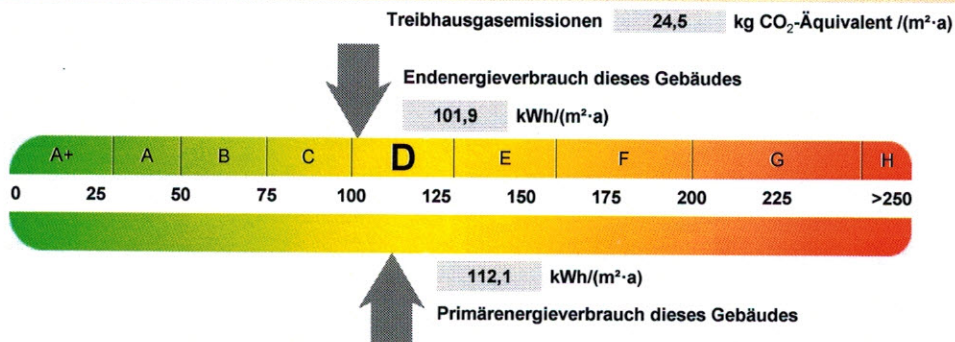 Treibhausgasemissionen 24,5 kg CO₂-Äquivalent /(m²·a)
Endenergieverbrauch dieses Gebäudes
101,9 kWh/(m²·a)
A+ A B C D E F G H
0 25 50 75 100 125 150 175 200 225 >250
112,1 kWh/(m²·a)
Primärenergieverbrauch dieses Gebäudes